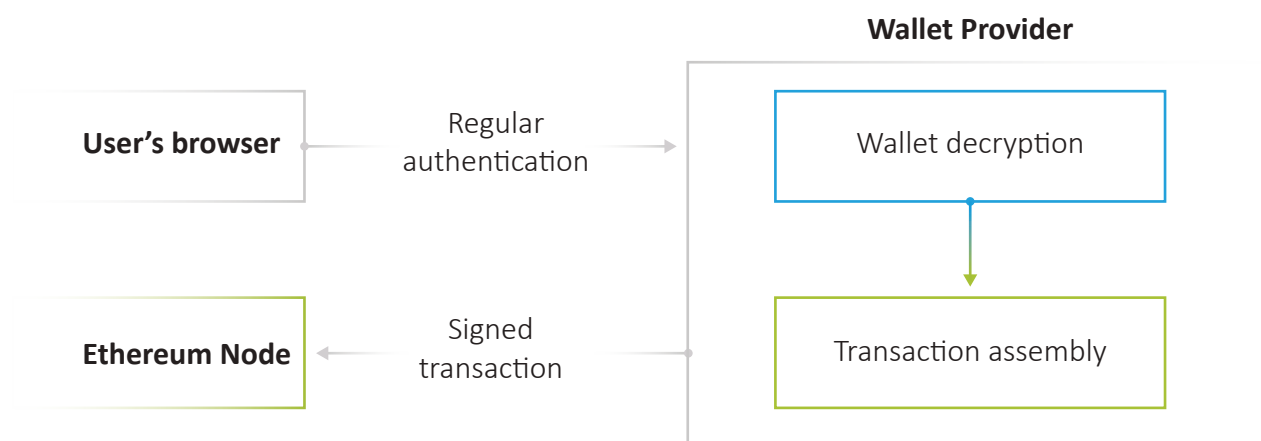 Wallet Provider
User's browser
Regular
authentication
Wallet decryption
Ethereum Node
Signed
transaction
Transaction assembly